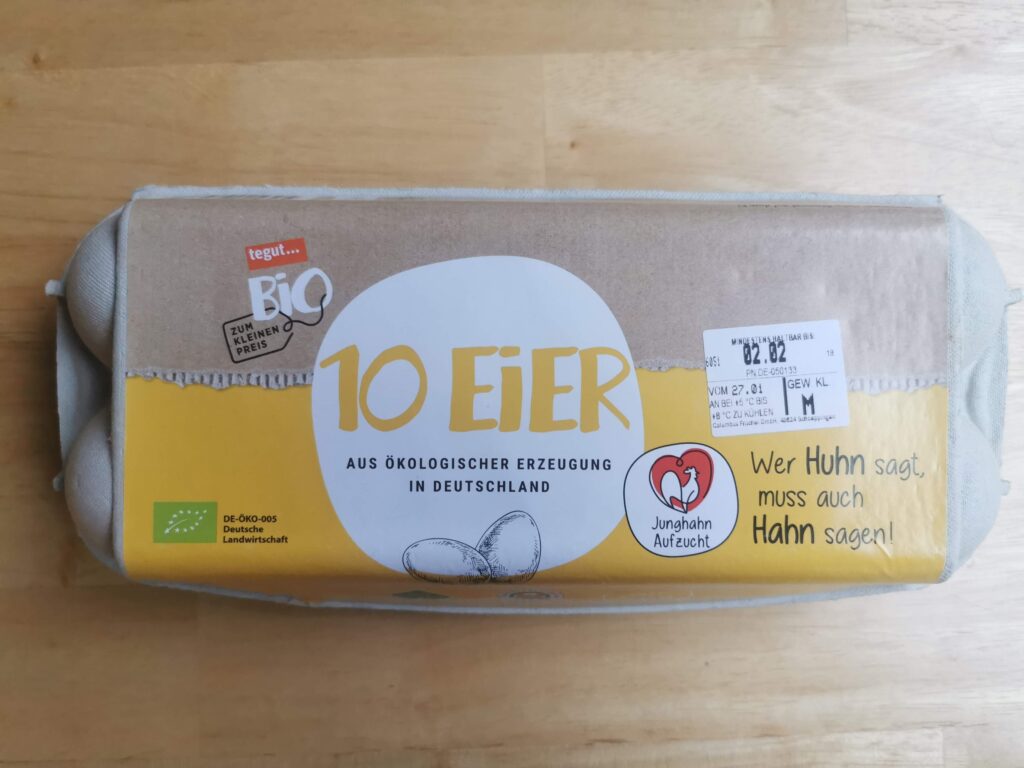 tegut...
BiO
ZUM
KLEINEN
PREIS
10 EiER
AUS ÖKOLOGISCHER ERZEUGUNG
IN DEUTSCHLAND
DE-ÖKO-005
Deutsche
Landwirtschaft
MINDESTENS HALTBAR BIS
02.02
18
PN DE-050133
VOM 27.01
GEW KL
M
AN BEI +5 °C BIS
+8 °C ZU KÜHLEN
Junghahn
Aufzucht
Wer Huhn sagt,
muss auch
Hahn sagen!